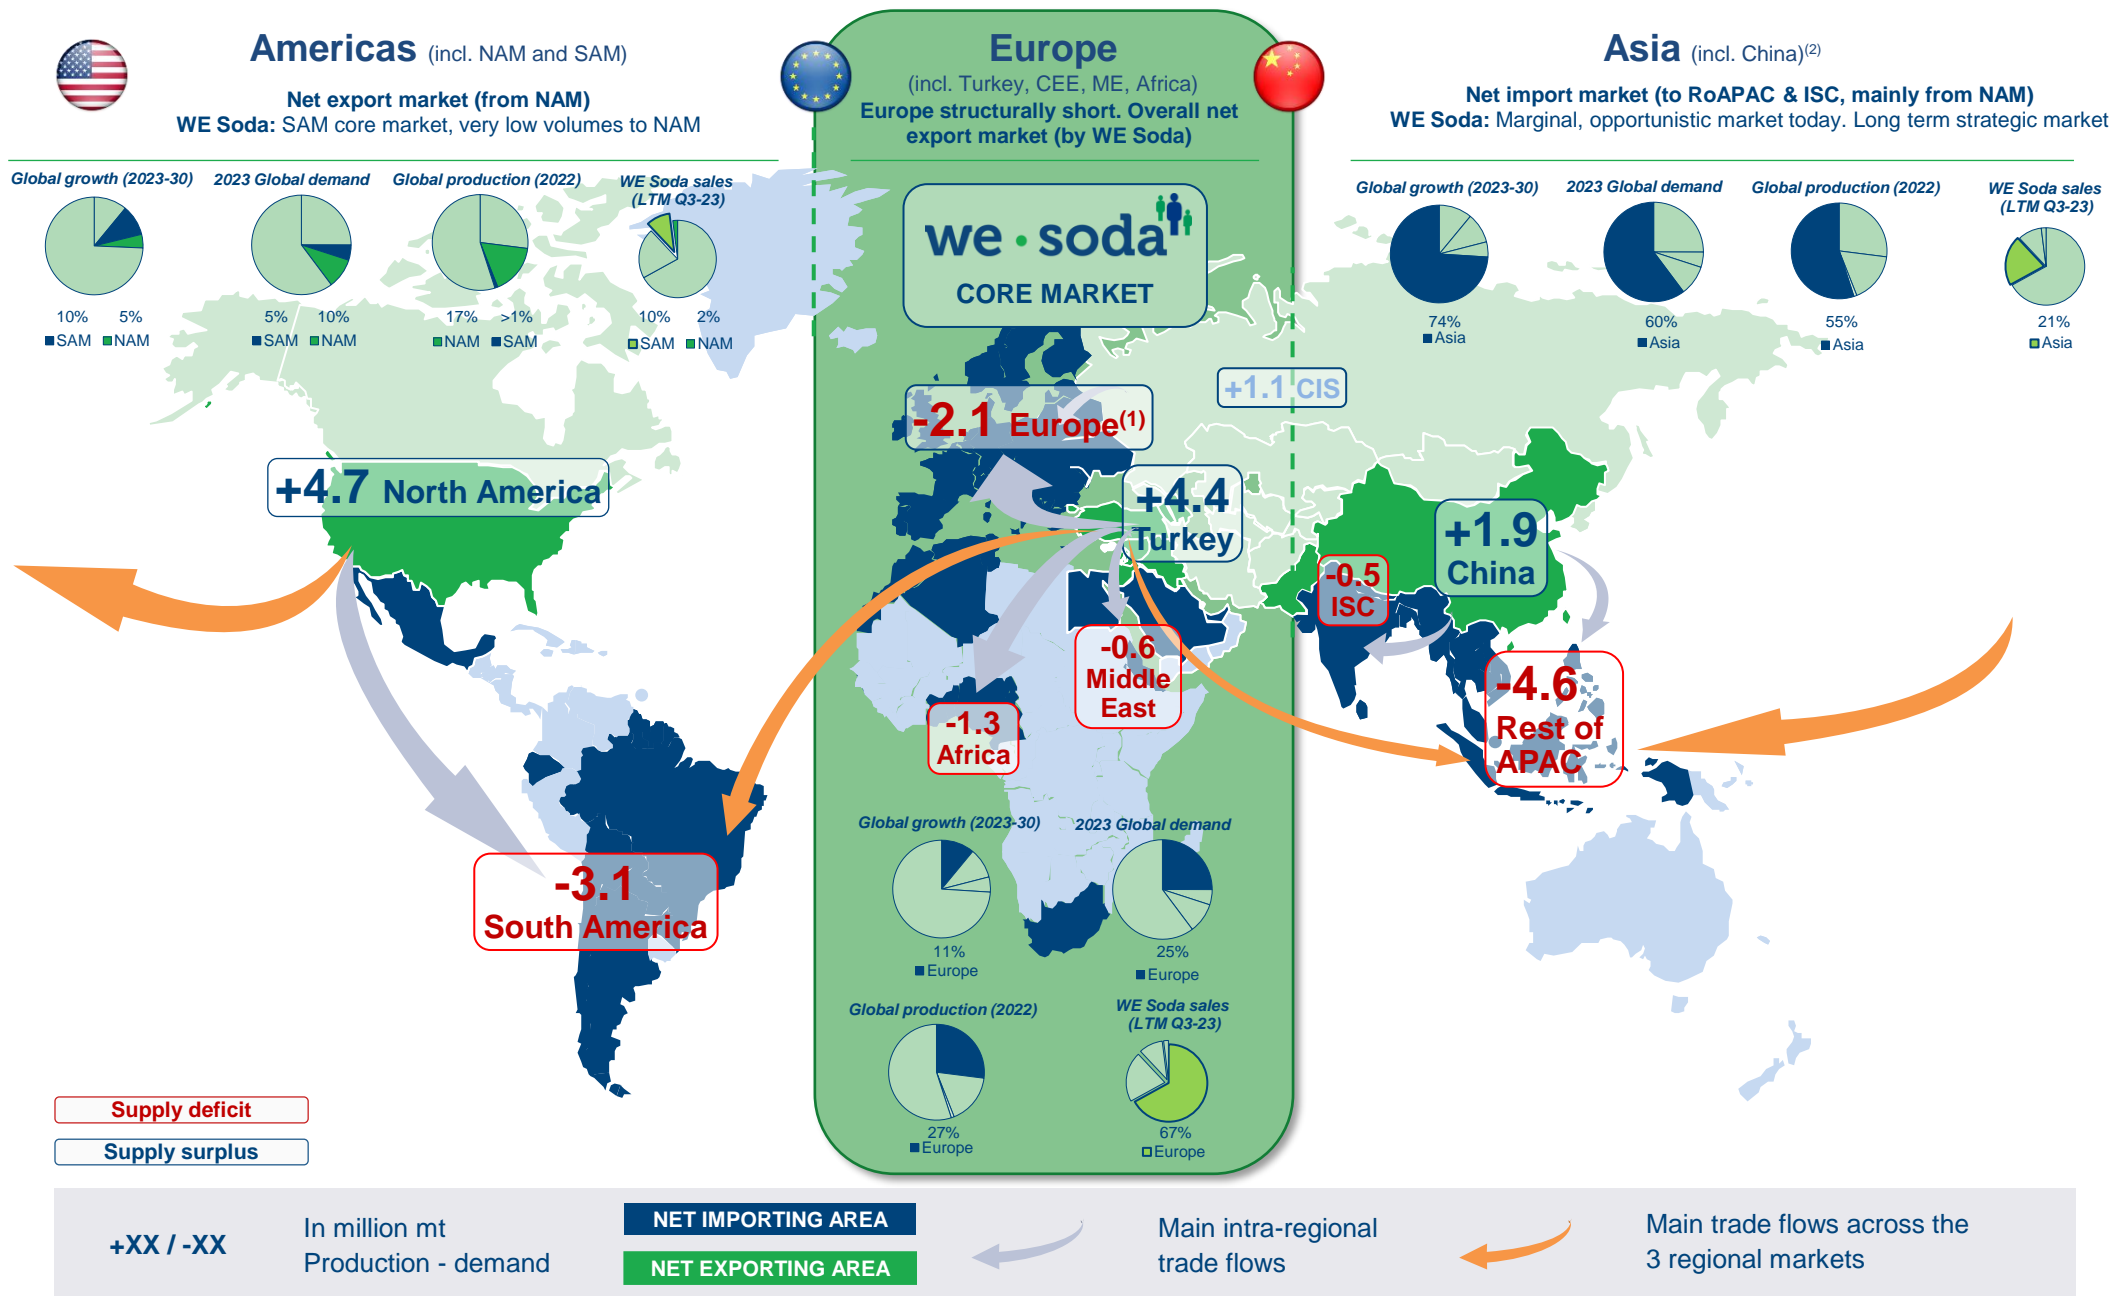 Americas (incl. NAM and SAM)
Net export market (from NAM)
WE Soda: SAM core market, very low volumes to NAM
Global growth (2023-30)
10% 5%
SAM NAM
2023 Global demand
5% 10%
SAM NAM
Global production (2022)
17% >1%
NAM SAM
WE Soda sales
(LTM Q3-23)
10% 2%
SAM NAM
Europe
(incl. Turkey, CEE, ME, Africa)
Europe structurally short. Overall net
export market (by WE Soda)
we soda
CORE MARKET
Asia (incl. China)(2)
Net import market (to RoAPAC & ISC, mainly from NAM)
WE Soda: Marginal, opportunistic market today. Long term strategic market
Global growth (2023-30)
74%
Asia
2023 Global demand
60%
Asia
Global production (2022)
55%
Asia
WE Soda sales
(LTM Q3-23)
21%
Asia
+1.1 CIS
-2.1 Europe(1)
+4.7 North America
+4.4
Turkey
+1.9
China
-0.5
ISC
-0.6
Middle
East
-1.3
Africa
-4.6
Rest of
APAC
-3.1
South America
Global growth (2023-30)
11%
Europe
2023 Global demand
25%
Europe
Global production (2022)
27%
Europe
WE Soda sales
(LTM Q3-23)
67%
Europe
Supply deficit
Supply surplus
+XX / -XX
In million mt
Production - demand
NET IMPORTING AREA
NET EXPORTING AREA
Main intra-regional
trade flows
Main trade flows across the
3 regional markets